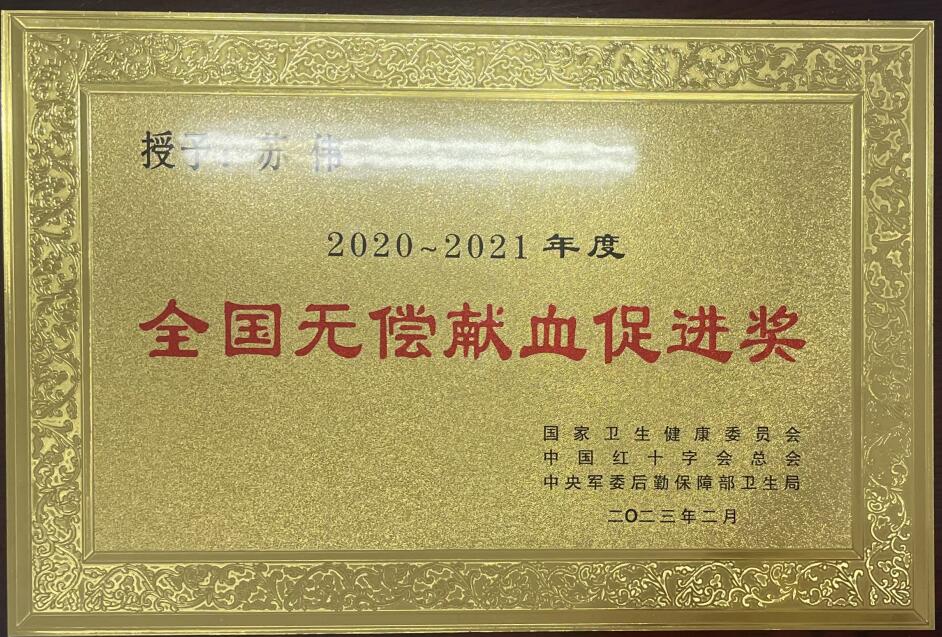 授予：苏 伟
2020~2021年度
全国无偿献血促进奖
国家卫生健康委员会
中国红十字会总会
中央军委后勤保障部卫生局
二〇二三年二月